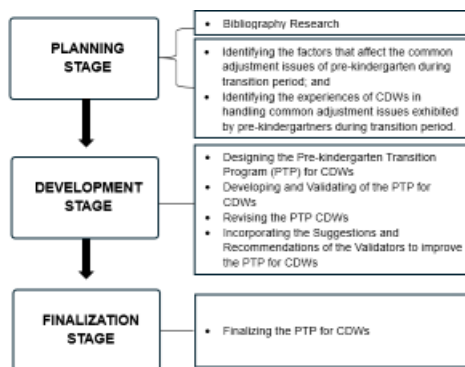 PLANNING
STAGE
• Bibliography Research
• Identifying the factors that affect the common
adjustment issues of pre-kindergarten during
transition period; and
• Identifying the experiences of CDWs in
handling common adjustment issues exhibited
by pre-kindergartners during transition period.
DEVELOPMENT
STAGE
• Designing the Pre-kindergarten Transition
Program (PTP) for CDWs
• Developing and Validating of the PTP for
CDWs
• Revising the PTP CDWs
• Incorporating the Suggestions and
Recommendations of the Validators to improve
the PTP for CDWs
FINALIZATION
STAGE
• Finalizing the PTP for CDWs